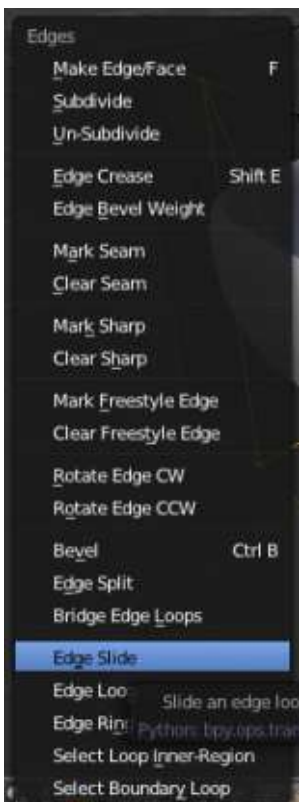 Edges
Make Edge/Face F
Subdivide
Un-Subdivide
Edge Crease Shift E
Edge Bevel Weight
Mark Seam
Clear Seam
Mark Sharp
Clear Sharp
Mark Freestyle Edge
Clear Freestyle Edge
Rotate Edge CW
Rotate Edge CCW
Bevel Ctrl B
Edge Split
Bridge Edge Loops
Edge Slide
Edge Loo
Slide an edge loo
Edge Rin
Python: bpy.ops.tran
Select Loop Inner-Region
Select Boundary Loop